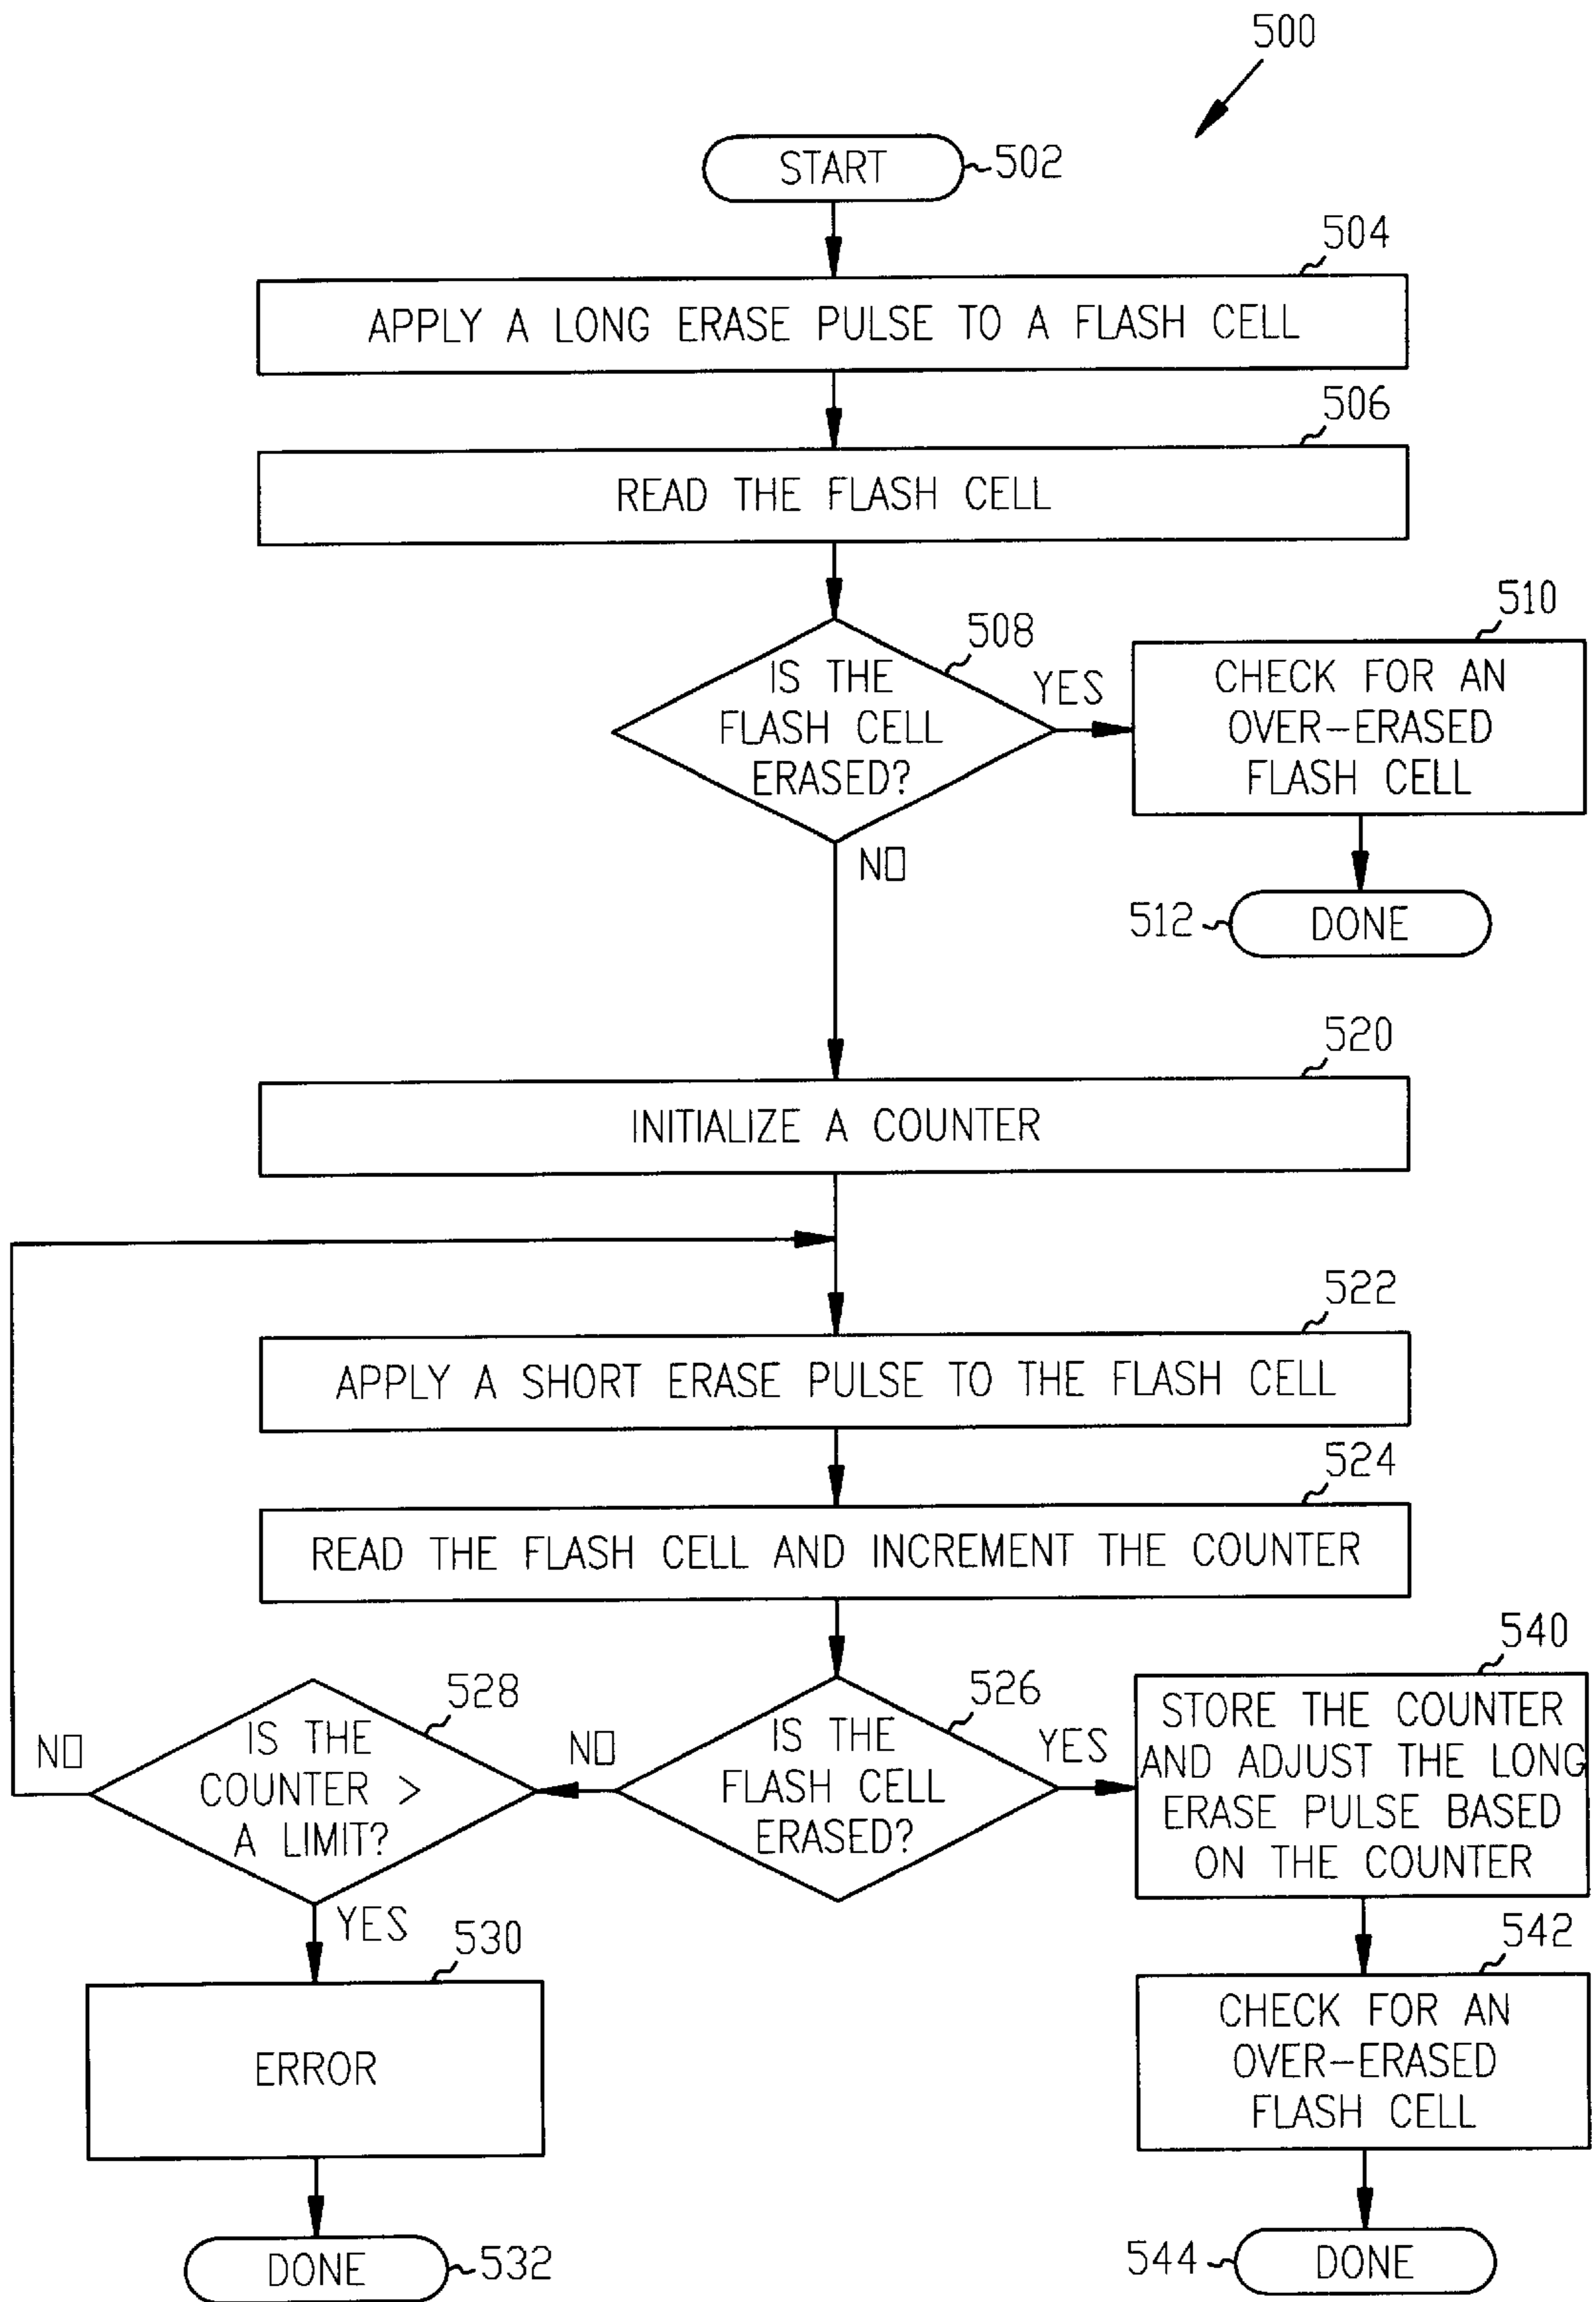 500
START
502
504
APPLY A LONG ERASE PULSE TO A FLASH CELL
506
READ THE FLASH CELL
508
IS THE
FLASH CELL
ERASED?
YES
510
CHECK FOR AN
OVER-ERASED
FLASH CELL
NO
512
DONE
520
INITIALIZE A COUNTER
522
APPLY A SHORT ERASE PULSE TO THE FLASH CELL
524
READ THE FLASH CELL AND INCREMENT THE COUNTER
526
IS THE
FLASH CELL
ERASED?
NO
YES
528
IS THE
COUNTER >
A LIMIT?
NO
YES
540
STORE THE COUNTER
AND ADJUST THE LONG
ERASE PULSE BASED
ON THE COUNTER
530
ERROR
542
CHECK FOR AN
OVER-ERASED
FLASH CELL
DONE
532
544
DONE